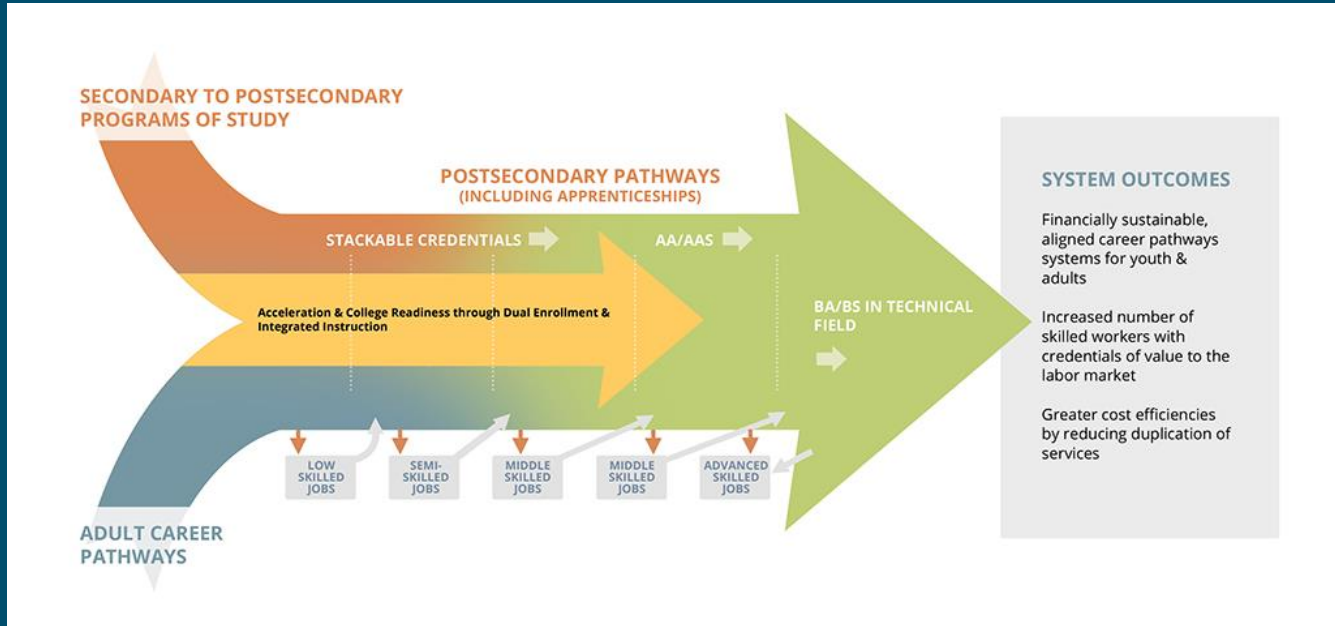 SECONDARY TO POSTSECONDARY
PROGRAMS OF STUDY
POSTSECONDARY PATHWAYS
(INCLUDING APPRENTICESHIPS)
STACKABLE CREDENTIALS
AA/AAS
Acceleration & College Readiness through Dual Enrollment &
Integrated Instruction
BA/BS IN TECHNICAL
FIELD
LOW
SKILLED
JOBS
SEMI-
SKILLED
JOBS
MIDDLE
SKILLED
JOBS
MIDDLE
SKILLED
JOBS
ADVANCED
SKILLED
JOBS
ADULT CAREER
PATHWAYS
SYSTEM OUTCOMES
Financially sustainable,
aligned career pathways
systems for youth &
adults
Increased number of
skilled workers with
credentials of value to the
labor market
Greater cost efficiencies
by reducing duplication of
services